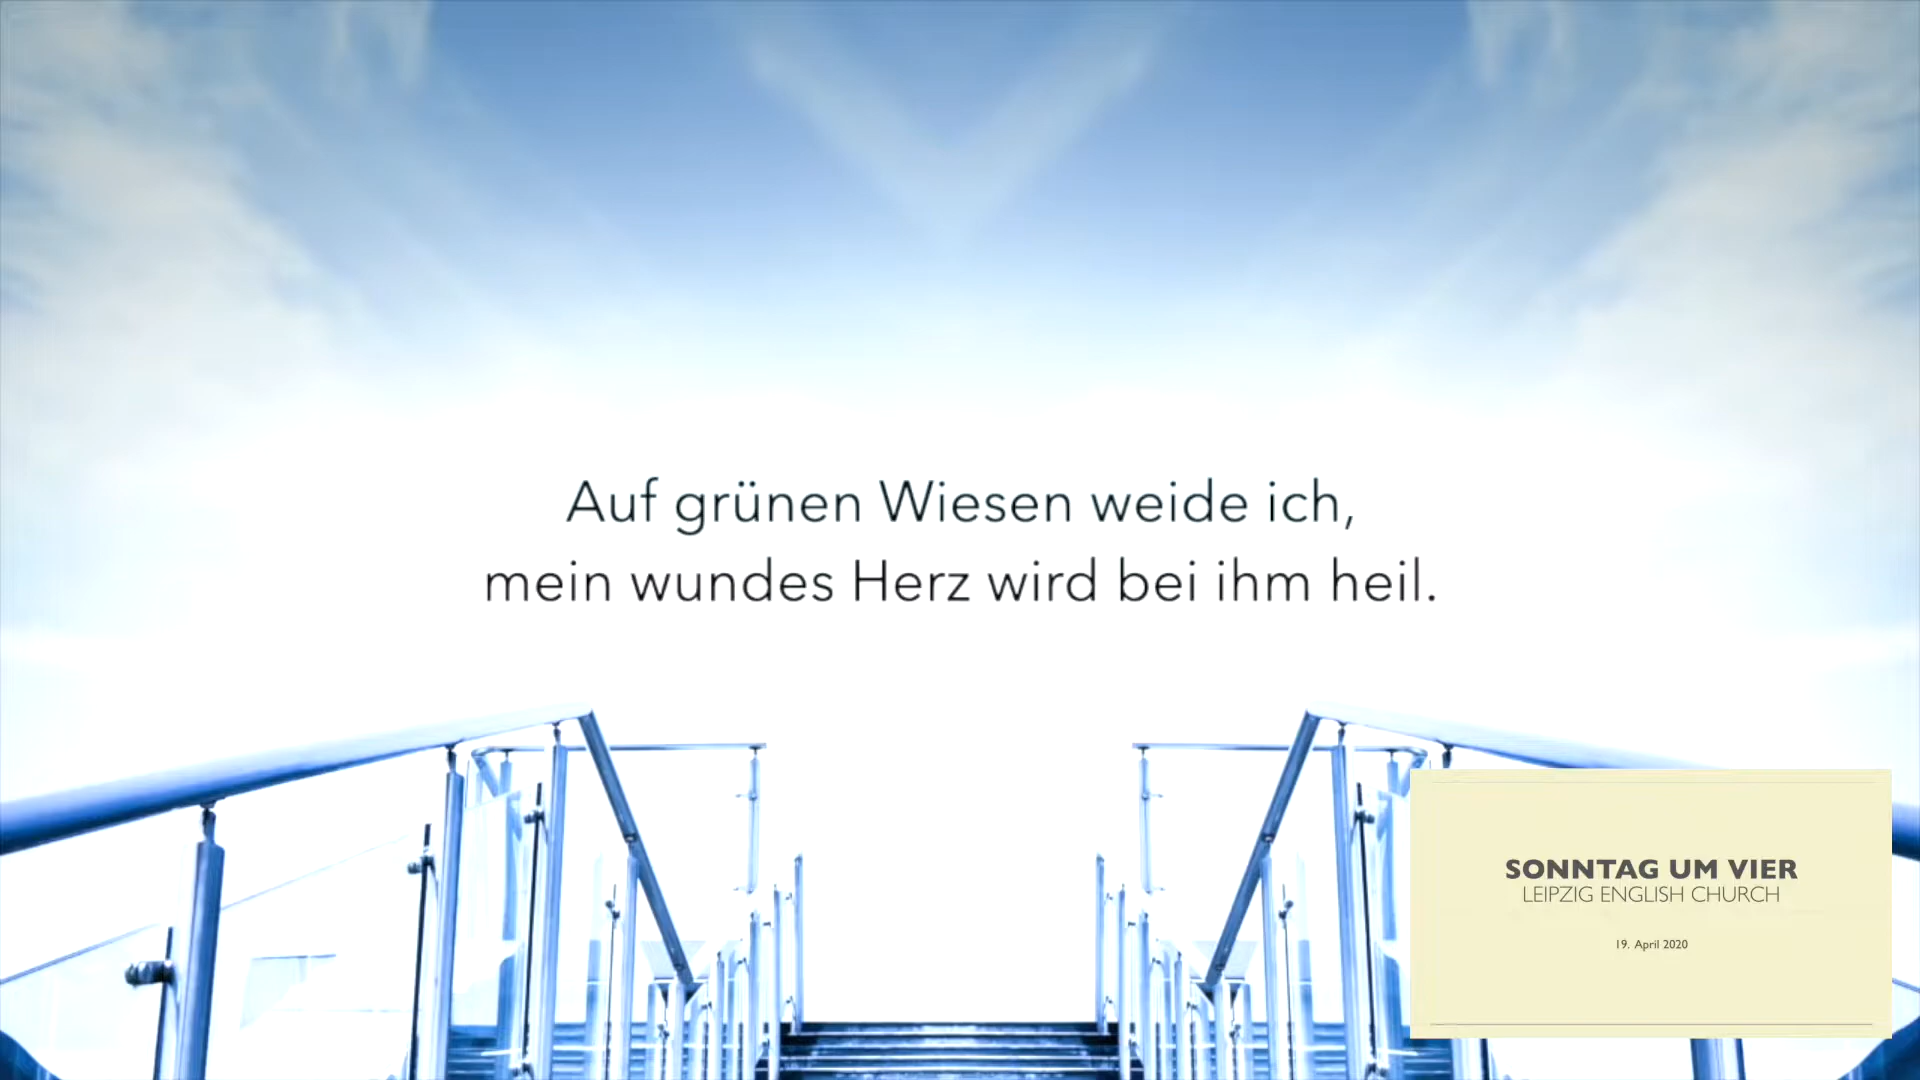 Auf grünen Wiesen weide ich,
mein wundes Herz wird bei ihm heil.
SONNTAG UM VIER
LEIPZIG ENGLISH CHURCH
19. April 2020